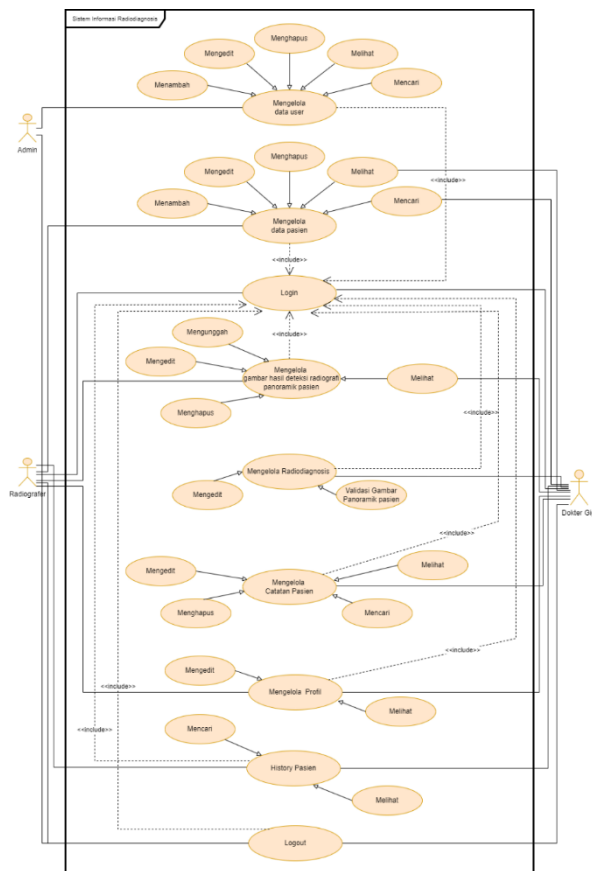 Sistem Informasi Radiodiagnosis
Menghapus
Mengedit
Melihat
Menambah
Mencari
Mengelola
data user
Admin
Menghapus
Mengedit
Melihat
<<include>>
Menambah
Mencari
Mengelola
data pasien
<<include>>
Login
Mengunggah
<<include>>
Mengedit
Mengelola
gambar hasil deteksi radiografi
panoramik pasien
Melihat
Menghapus
<<include>>
Mengelola Radiodiagnosis
Radiografer
Mengedit
Validasi Gambar
Panoramik pasien
Dokter Gigi
<<include>>
Mengedit
Melihat
Mengelola
Catatan Pasien
Menghapus
Mencari
Mengedit
<<include>>
<<include>>
Mengelola Profil
Melihat
Mencari
<<include>>
History Pasien
Melihat
Logout